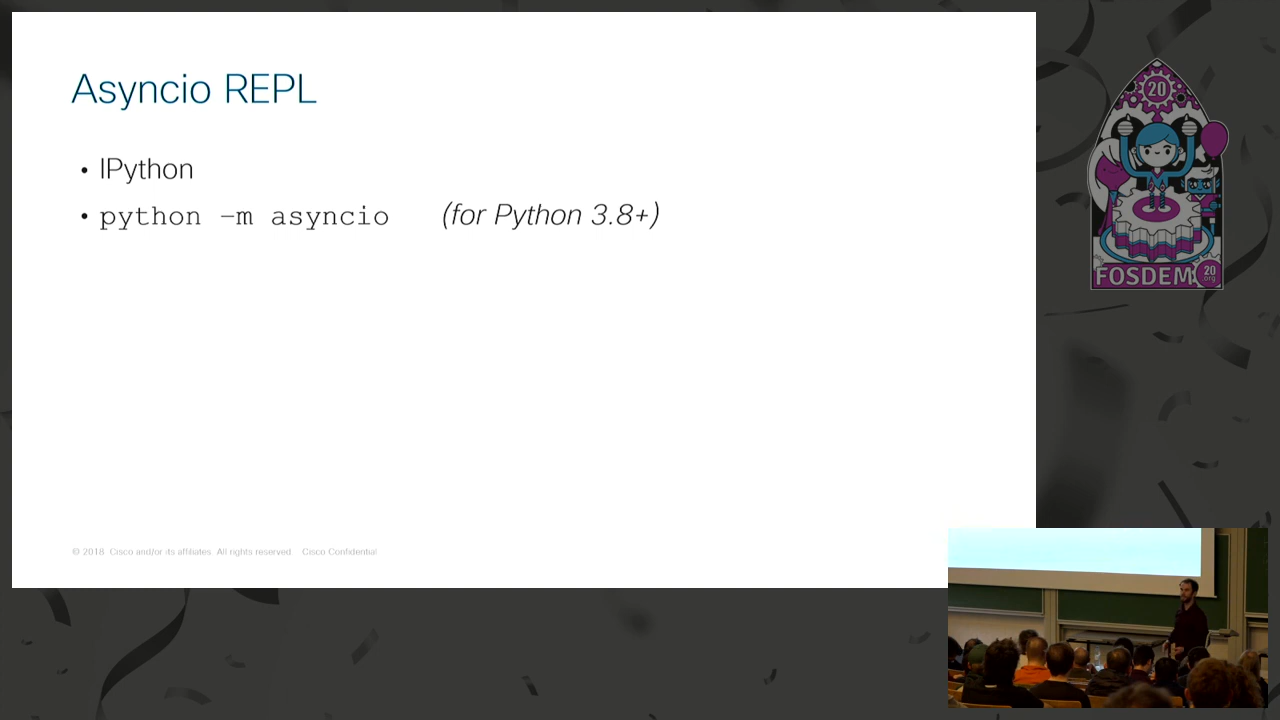 Asyncio REPL
• IPython
• python -m asyncio (for Python 3.8+)
© 2018 Cisco and/or its affiliates. All rights reserved. Cisco Confidential
20
FOSDEM
20
.org